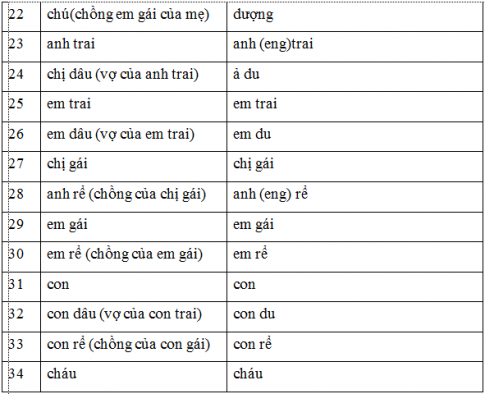 22 chú(chồng em gái của mẹ) dượng
23 anh trai anh (eng)trai
24 chị dâu (vợ của anh trai) ả du
25 em trai em trai
26 em dâu (vợ của em trai) em du
27 chị gái chị gái
28 anh rể (chồng của chị gái) anh (eng) rể
29 em gái em gái
30 em rể (chồng của em gái) em rể
31 con con
32 con dâu (vợ của con trai) con du
33 con rể (chồng của con gái) con rể
34 cháu cháu